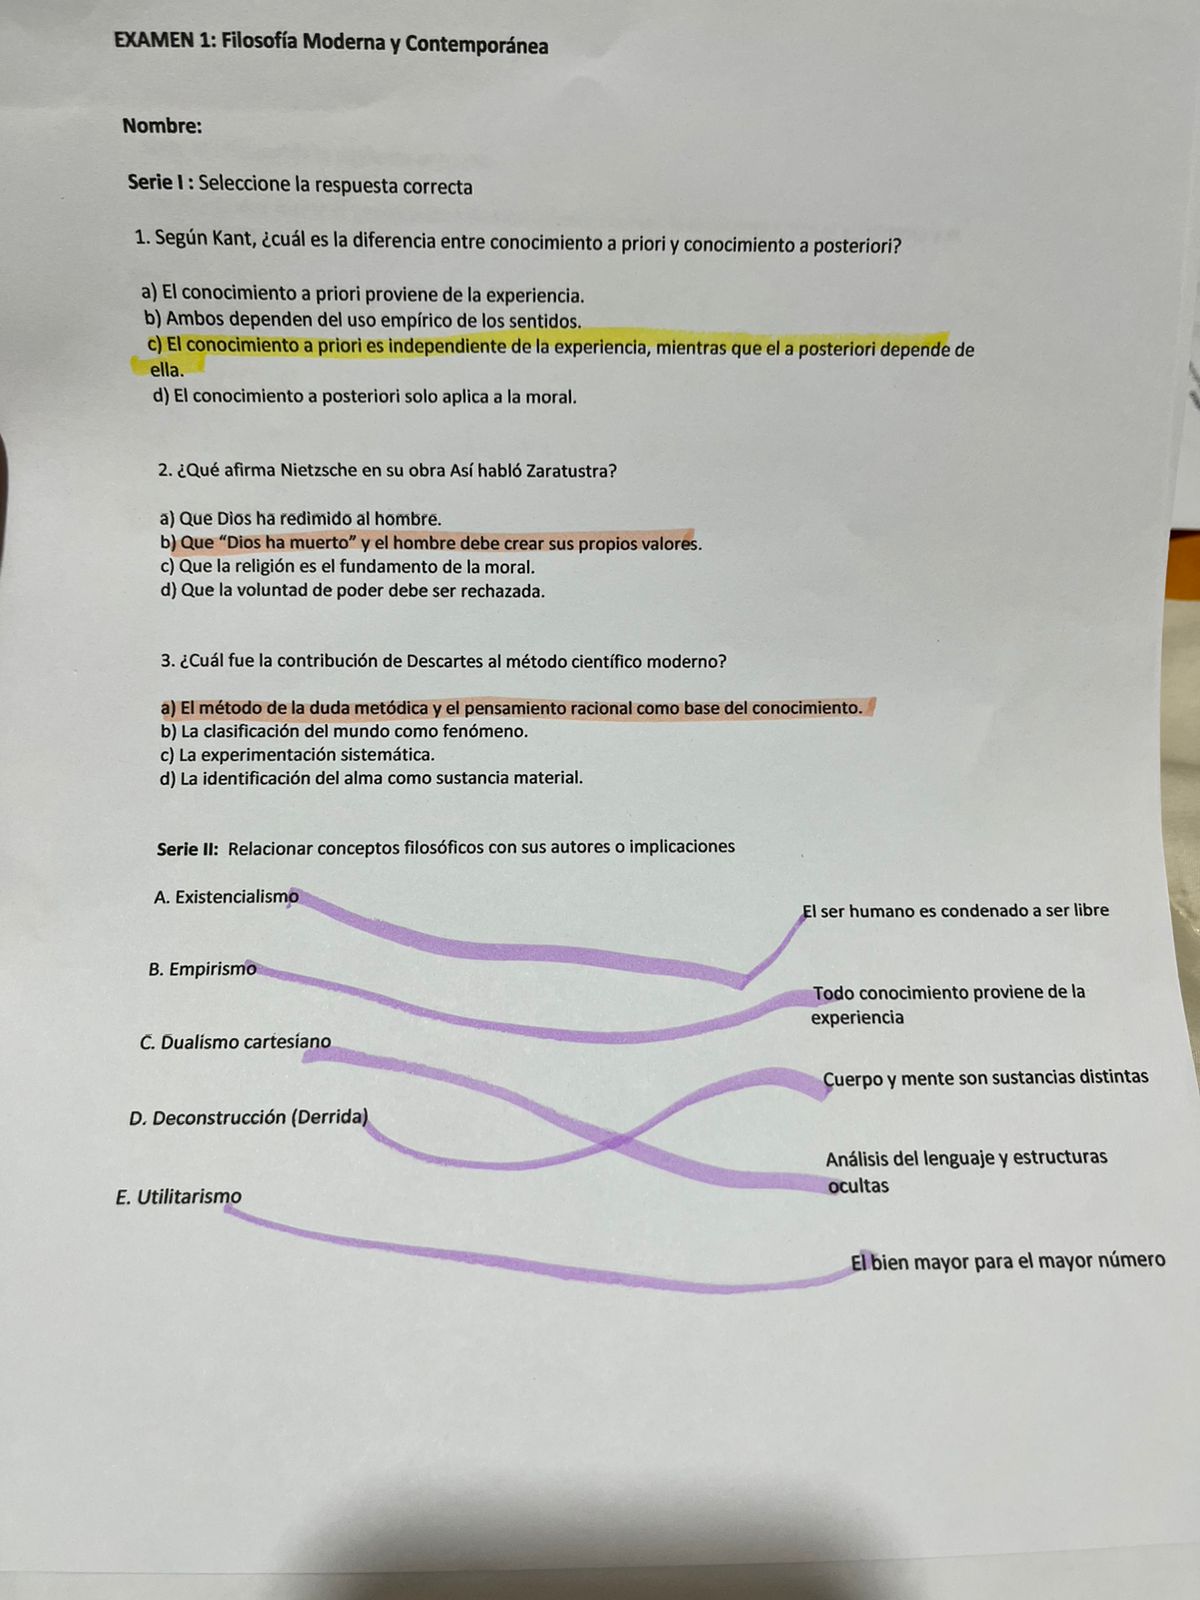 EXAMEN 1: Filosofía Moderna y Contemporánea
Nombre:
Serie I : Seleccione la respuesta correcta
1. Según Kant, ¿cuál es la diferencia entre conocimiento a priori y conocimiento a posteriori?
a) El conocimiento a priori proviene de la experiencia.
b) Ambos dependen del uso empírico de los sentidos.
c) El conocimiento a priori es independiente de la experiencia, mientras que el a posteriori depende de
ella.
d) El conocimiento a posteriori solo aplica a la moral.
2. ¿Qué afirma Nietzsche en su obra Así habló Zaratustra?
a) Que Dios ha redimido al hombre.
b) Que “Dios ha muerto” y el hombre debe crear sus propios valores.
c) Que la religión es el fundamento de la moral.
d) Que la voluntad de poder debe ser rechazada.
3. ¿Cuál fue la contribución de Descartes al método científico moderno?
a) El método de la duda metódica y el pensamiento racional como base del conocimiento.
b) La clasificación del mundo como fenómeno.
c) La experimentación sistemática.
d) La identificación del alma como sustancia material.
Serie II: Relacionar conceptos filosóficos con sus autores o implicaciones
A. Existencialismo
El ser humano es condenado a ser libre
B. Empirismo
Todo conocimiento proviene de la
experiencia
C. Dualismo cartesiano
Cuerpo y mente son sustancias distintas
D. Deconstrucción (Derrida)
Análisis del lenguaje y estructuras
ocultas
E. Utilitarismo
El bien mayor para el mayor número